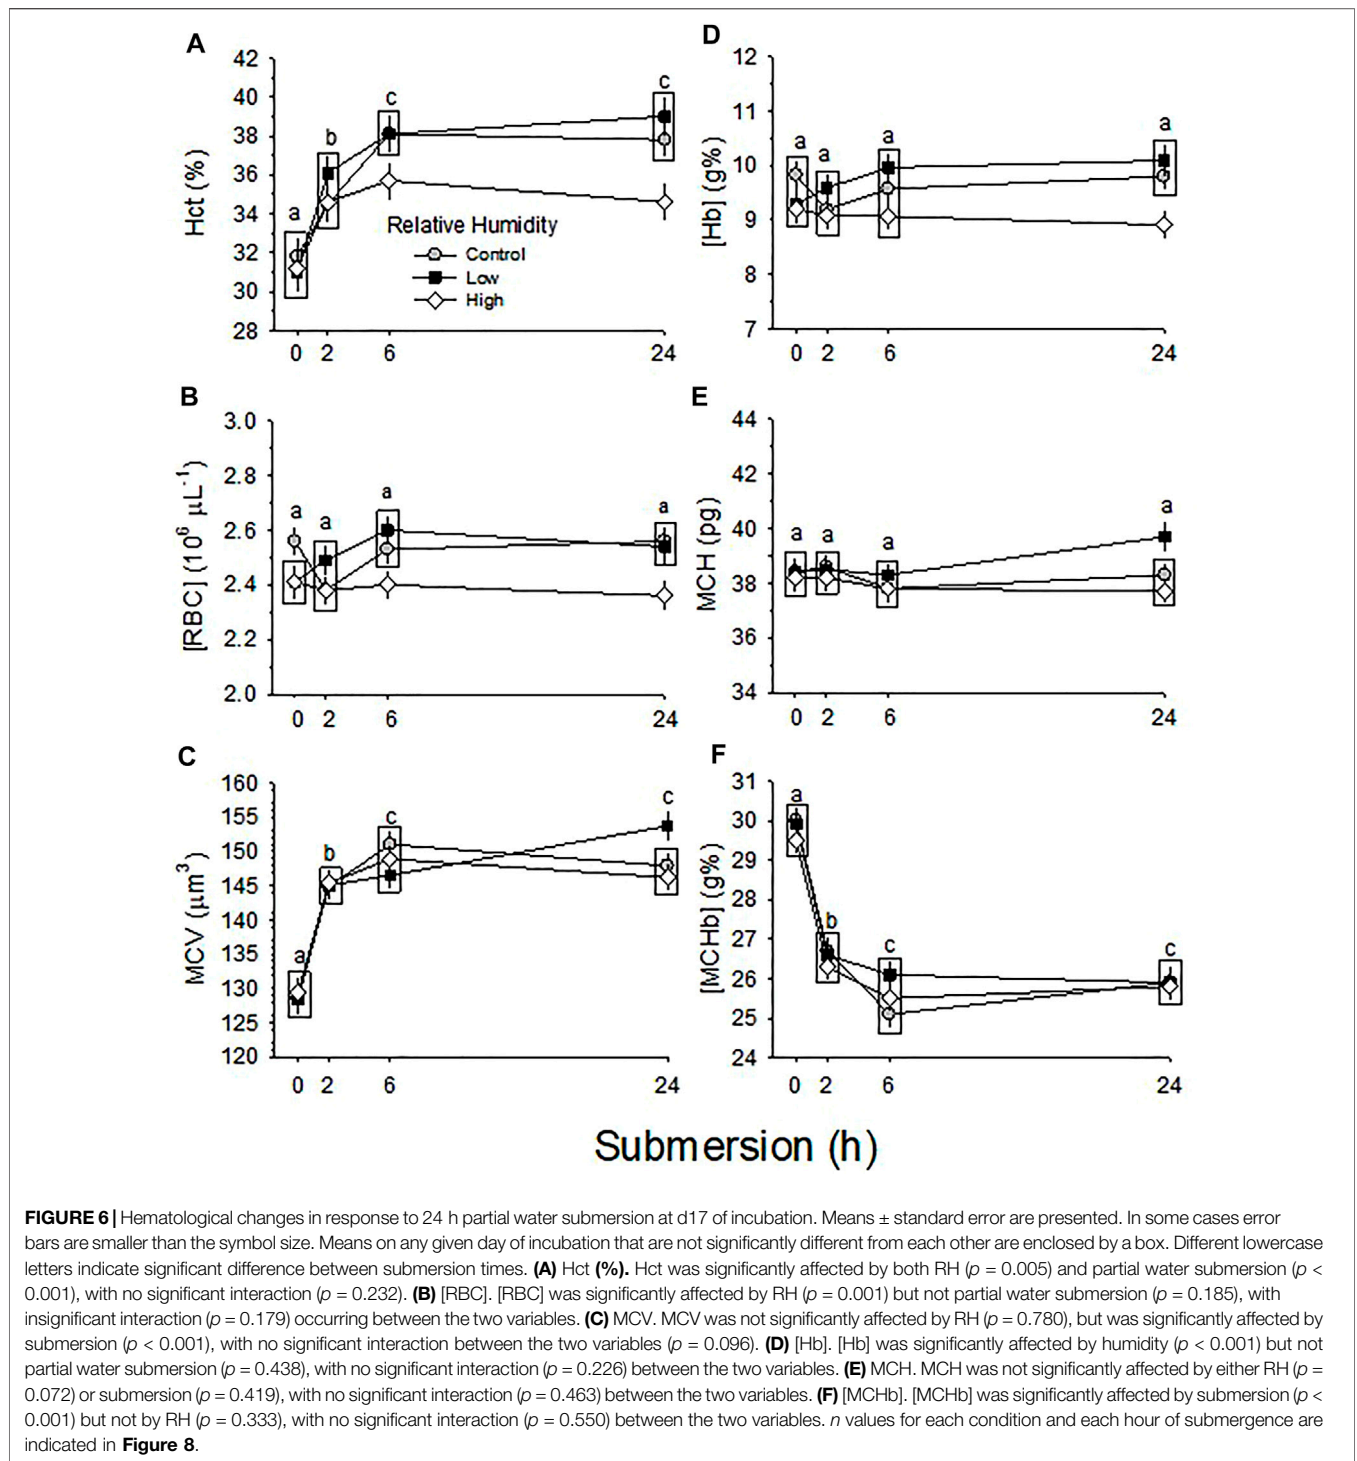 A
42
40
38
36
34
32
30
28
Hct (%)
a
b
c
c
Relative Humidity
Control
Low
High
0 2 6 24
D
12
11
10
9
8
7
[Hb] (g%)
a
a
a
a
0 2 6 24
B
3.0
2.8
2.6
2.4
2.2
2.0
[RBC] (10⁶ µL⁻¹)
a
a
a
a
0 2 6 24
E
44
42
40
38
36
34
MCH (pg)
a
a
a
a
0 2 6 24
C
160
155
150
145
140
135
130
125
120
MCV (µm³)
a
b
c
c
0 2 6 24
F
31
30
29
28
27
26
25
24
[MCHb] (g%)
a
b
c
c
0 2 6 24
Submersion (h)
FIGURE 6 | Hematological changes in response to 24 h partial water submersion at d17 of incubation. Means ± standard error are presented. In some cases error
bars are smaller than the symbol size. Means on any given day of incubation that are not significantly different from each other are enclosed by a box. Different lowercase
letters indicate significant difference between submersion times. (A) Hct (%). Hct was significantly affected by both RH (p = 0.005) and partial water submersion (p <
0.001), with no significant interaction (p = 0.232). (B) [RBC]. [RBC] was significantly affected by RH (p = 0.001) but not partial water submersion (p = 0.185), with
insignificant interaction (p = 0.179) occurring between the two variables. (C) MCV. MCV was not significantly affected by RH (p = 0.780), but was significantly affected by
submersion (p < 0.001), with no significant interaction between the two variables (p = 0.096). (D) [Hb]. [Hb] was significantly affected by humidity (p < 0.001) but not
partial water submersion (p = 0.438), with no significant interaction (p = 0.226) between the two variables. (E) MCH. MCH was not significantly affected by either RH (p =
0.072) or submersion (p = 0.419), with no significant interaction (p = 0.463) between the two variables. (F) [MCHb]. [MCHb] was significantly affected by submersion (p <
0.001) but not by RH (p = 0.333), with no significant interaction (p = 0.550) between the two variables. n values for each condition and each hour of submergence are
indicated in Figure 8.